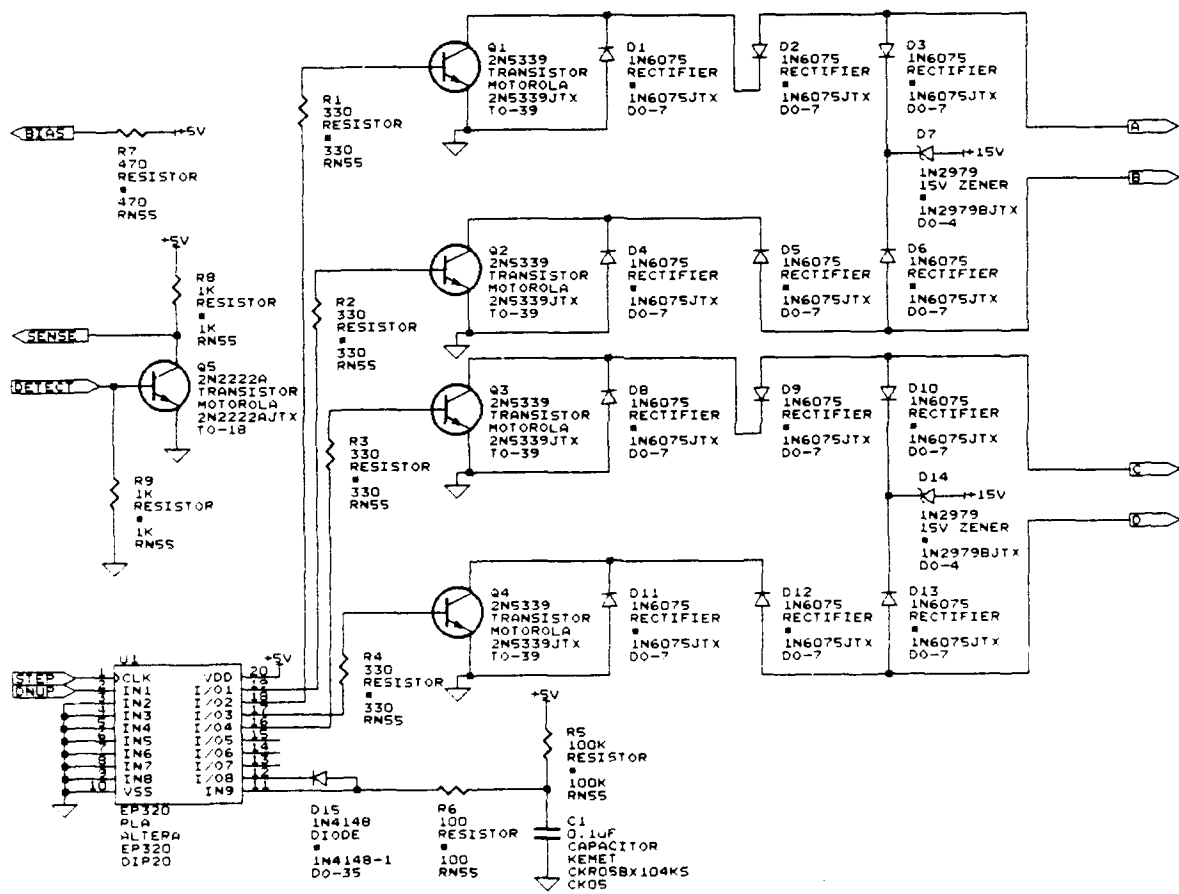 Q1
2N5339
TRANSISTOR
MOTOROLA
2N5339JTX
TO-39
D1
1N6075
RECTIFIER
*
1N6075JTX
DO-7
D2
1N6075
RECTIFIER
*
1N6075JTX
DO-7
D3
1N6075
RECTIFIER
*
1N6075JTX
DO-7
R1
330
RESISTOR
*
330
RN55
BIAS
+5V
R7
470
RESISTOR
*
470
RN55
A
D7
+15V
1N2979
15V ZENER
*
1N2979BJTX
DO-4
B
Q2
2N5339
TRANSISTOR
MOTOROLA
2N5339JTX
TO-39
D4
1N6075
RECTIFIER
*
1N6075JTX
DO-7
D5
1N6075
RECTIFIER
*
1N6075JTX
DO-7
D6
1N6075
RECTIFIER
*
1N6075JTX
DO-7
+5V
R8
1K
RESISTOR
*
1K
RN55
R2
330
RESISTOR
*
330
RN55
SENSE
DETECT
Q5
2N2222A
TRANSISTOR
MOTOROLA
2N2222AJTX
TO-18
Q3
2N5339
TRANSISTOR
MOTOROLA
2N5339JTX
TO-39
D8
1N6075
RECTIFIER
*
1N6075JTX
DO-7
D9
1N6075
RECTIFIER
*
1N6075JTX
DO-7
D10
1N6075
RECTIFIER
*
1N6075JTX
DO-7
R3
330
RESISTOR
*
330
RN55
R9
1K
RESISTOR
*
1K
RN55
C
D14
+15V
1N2979
15V ZENER
*
1N2979BJTX
DO-4
D
Q4
2N5339
TRANSISTOR
MOTOROLA
2N5339JTX
TO-39
D11
1N6075
RECTIFIER
*
1N6075JTX
DO-7
D12
1N6075
RECTIFIER
*
1N6075JTX
DO-7
D13
1N6075
RECTIFIER
*
1N6075JTX
DO-7
R4
330
RESISTOR
*
330
RN55
U1
+5V
STEP
CLK VDD 20
DNUP
IN1 I/O1
IN2 I/O2
IN3 I/O3
IN4 I/O4
IN5 I/O5
IN6 I/O6
IN7 I/O7
IN8 I/O8
10 VSS IN9 11
EP320
PLA
ALTERA
EP320
DIP20
D15
1N4148
DIODE
*
1N4148-1
DO-35
R6
100
RESISTOR
*
100
RN55
+5V
R5
100K
RESISTOR
*
100K
RN55
C1
0.1uF
CAPACITOR
KEMET
CKR05BX104KS
CK05